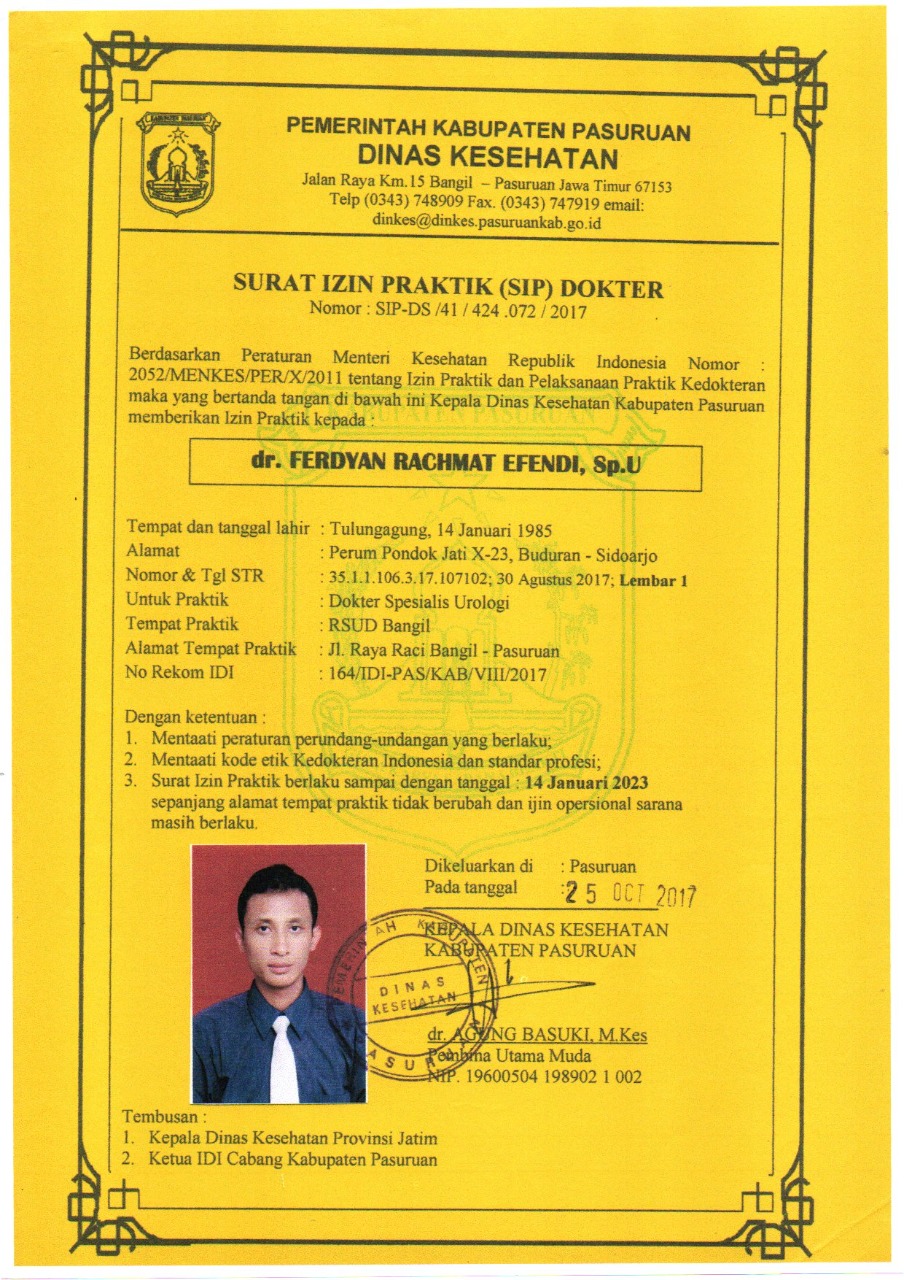 KABUPATEN PASURUAN
PEMERINTAH KABUPATEN PASURUAN
DINAS KESEHATAN
Jalan Raya Km.15 Bangil – Pasuruan Jawa Timur 67153
Telp (0343) 748909 Fax. (0343) 747919 email:
dinkes@dinkes.pasuruankab.go.id
SURAT IZIN PRAKTIK (SIP) DOKTER
Nomor : SIP-DS /41 / 424 .072 / 2017
Berdasarkan Peraturan Menteri Kesehatan Republik Indonesia Nomor :
2052/MENKES/PER/X/2011 tentang Izin Praktik dan Pelaksanaan Praktik Kedokteran
maka yang bertanda tangan di bawah ini Kepala Dinas Kesehatan Kabupaten Pasuruan
memberikan Izin Praktik kepada :
KABUPATEN PASURUAN
dr. FERDYAN RACHMAT EFENDI, Sp.U
Tempat dan tanggal lahir : Tulungagung, 14 Januari 1985
Alamat : Perum Pondok Jati X-23, Buduran - Sidoarjo
Nomor & Tgl STR : 35.1.1.106.3.17.107102; 30 Agustus 2017; Lembar 1
Untuk Praktik : Dokter Spesialis Urologi
Tempat Praktik : RSUD Bangil
Alamat Tempat Praktik : Jl. Raya Raci Bangil - Pasuruan
No Rekom IDI : 164/IDI-PAS/KAB/VIII/2017
Dengan ketentuan :
1. Mentaati peraturan perundang-undangan yang berlaku;
2. Mentaati kode etik Kedokteran Indonesia dan standar profesi;
3. Surat Izin Praktik berlaku sampai dengan tanggal : 14 Januari 2023
sepanjang alamat tempat praktik tidak berubah dan ijin opersional sarana
masih berlaku.
Dikeluarkan di : Pasuruan
Pada tanggal : 25 OCT 2017
KEPALA DINAS KESEHATAN
KABUPATEN PASURUAN
PEMERINTAH KABUPATEN
DINAS
KESEHATAN
PASURUAN
dr. AGUNG BASUKI, M.Kes
Pembina Utama Muda
NIP. 19600504 198902 1 002
Tembusan :
1. Kepala Dinas Kesehatan Provinsi Jatim
2. Ketua IDI Cabang Kabupaten Pasuruan